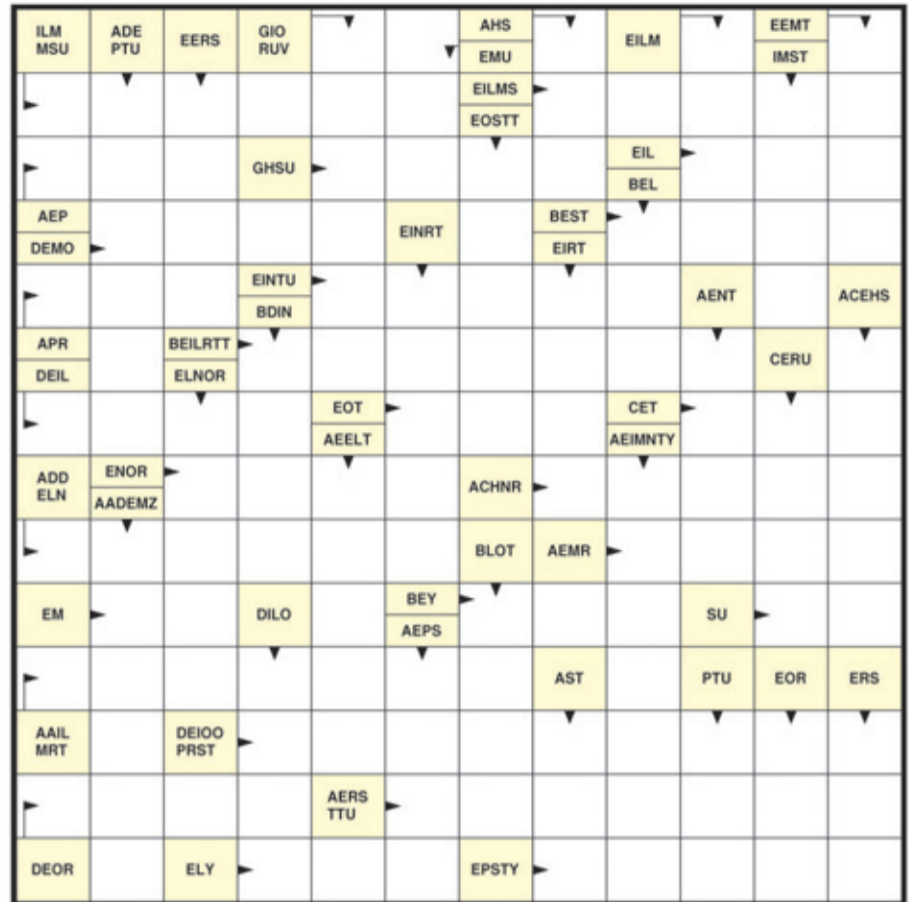 ILM
MSU
ADE
PTU
EERS
GIO
RUV
AHS
EMU
EILM
EEMT
IMST
EILMS
EOSTT
GHSU
EIL
BEL
AEP
DEMO
EINRT
BEST
EIRT
EINTU
BDIN
AENT
ACEHS
APR
DEIL
BEILRTT
ELNOR
CERU
EOT
AEELT
CET
AEIMNTY
ADD
ELN
ENOR
AADEMZ
ACHNR
BLOT
AEMR
EM
DILO
BEY
AEPS
SU
AST
PTU
EOR
ERS
AAIL
MRT
DEIOO
PRST
AERS
TTU
DEOR
ELY
EPSTY